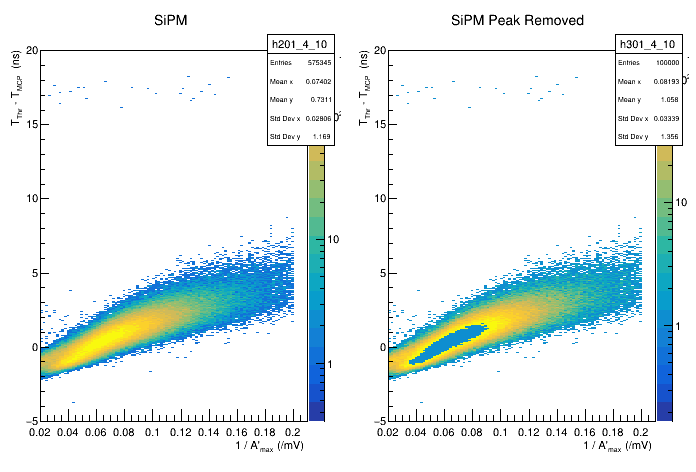 SiPM
h201_4_10
Entries 575345
Mean x 0.07402
Mean y 0.7311
Std Dev x 0.02806
Std Dev y 1.169
T_Thr - T_MCP (ns)
20
15
10
5
0
−5
0.02 0.04 0.06 0.08 0.1 0.12 0.14 0.16 0.18 0.2
1 / A'_max (/mV)
10
1
SiPM Peak Removed
h301_4_10
Entries 100000
Mean x 0.08193
Mean y 1.058
Std Dev x 0.03339
Std Dev y 1.356
T_Thr - T_MCP (ns)
20
15
10
5
0
−5
0.02 0.04 0.06 0.08 0.1 0.12 0.14 0.16 0.18 0.2
1 / A'_max (/mV)
10
1